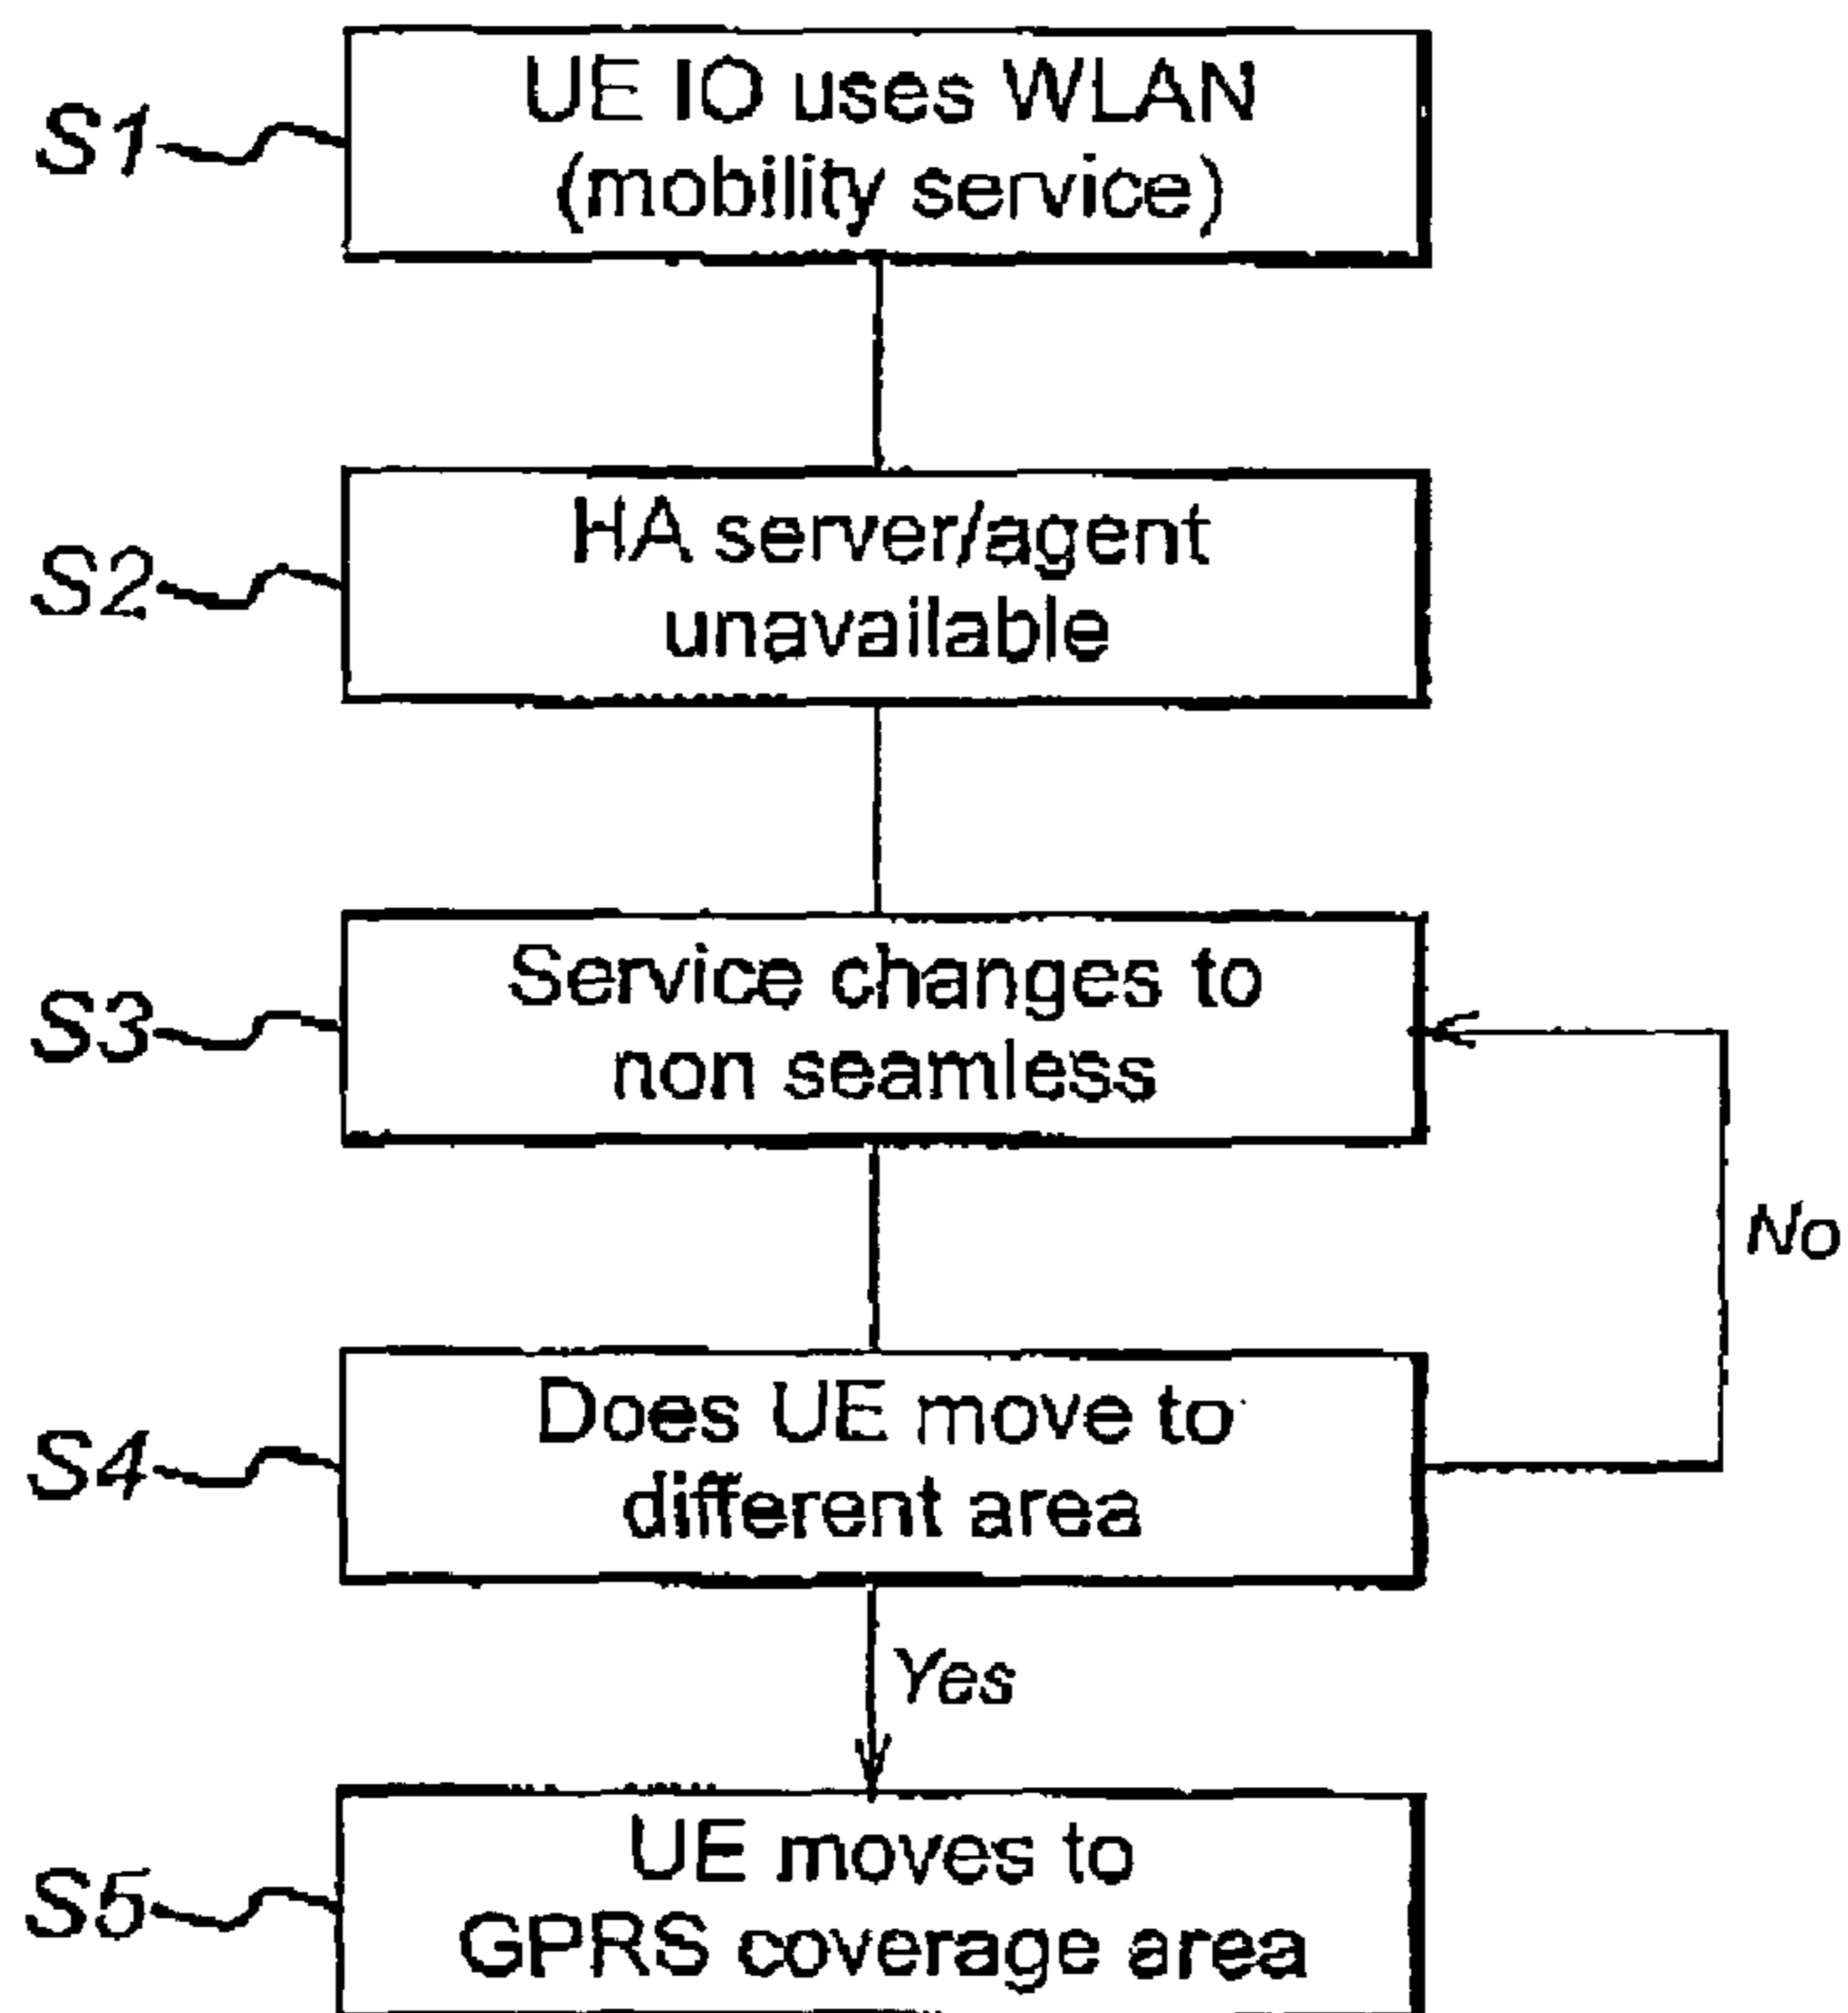 S1
UE IO uses WLAN
(mobility service)
S2
HA server/agent
unavailable
S3
Service changes to
non seamless
No
S4
Does UE move to
different area
Yes
S5
UE moves to
GPRS coverage area